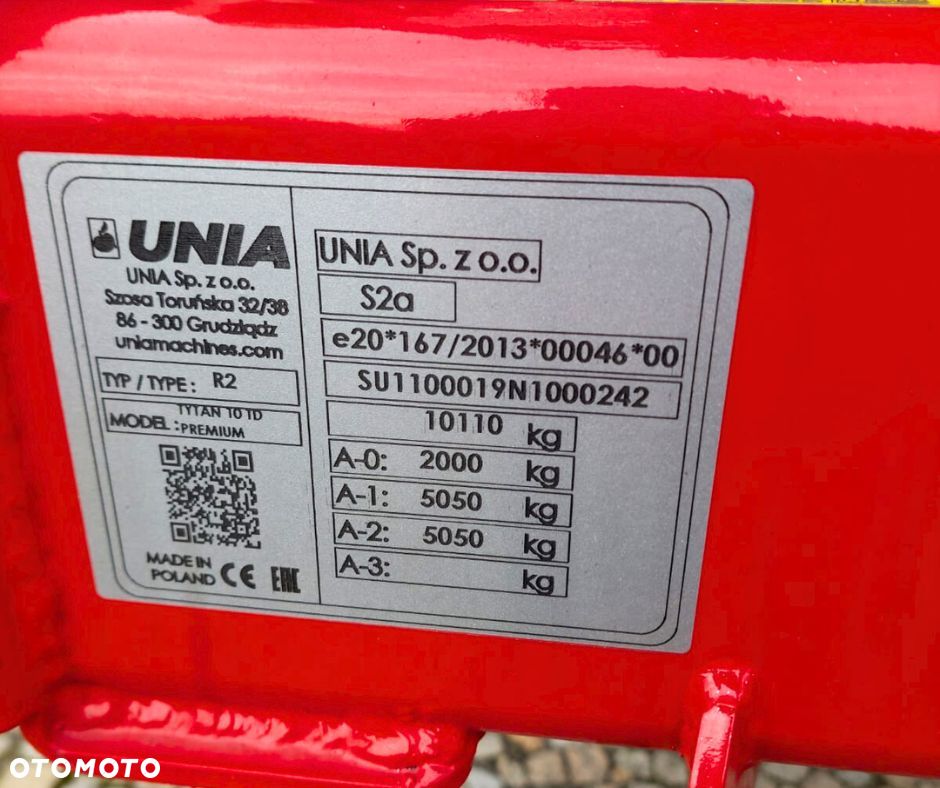 UNIA
UNIA Sp. z o.o.
Szosa Toruńska 32/38
86 - 300 Grudziądz
uniamachines.com
TYP / TYPE: R2
MODEL: TYTAN 10 1D
PREMIUM
MADE IN
POLAND CE EAC
UNIA Sp. z o.o.
S2a
e20*167/2013*00046*00
SU1100019N1000242
10110 kg
A-0: 2000 kg
A-1: 5050 kg
A-2: 5050 kg
A-3: kg
OTOMOTO